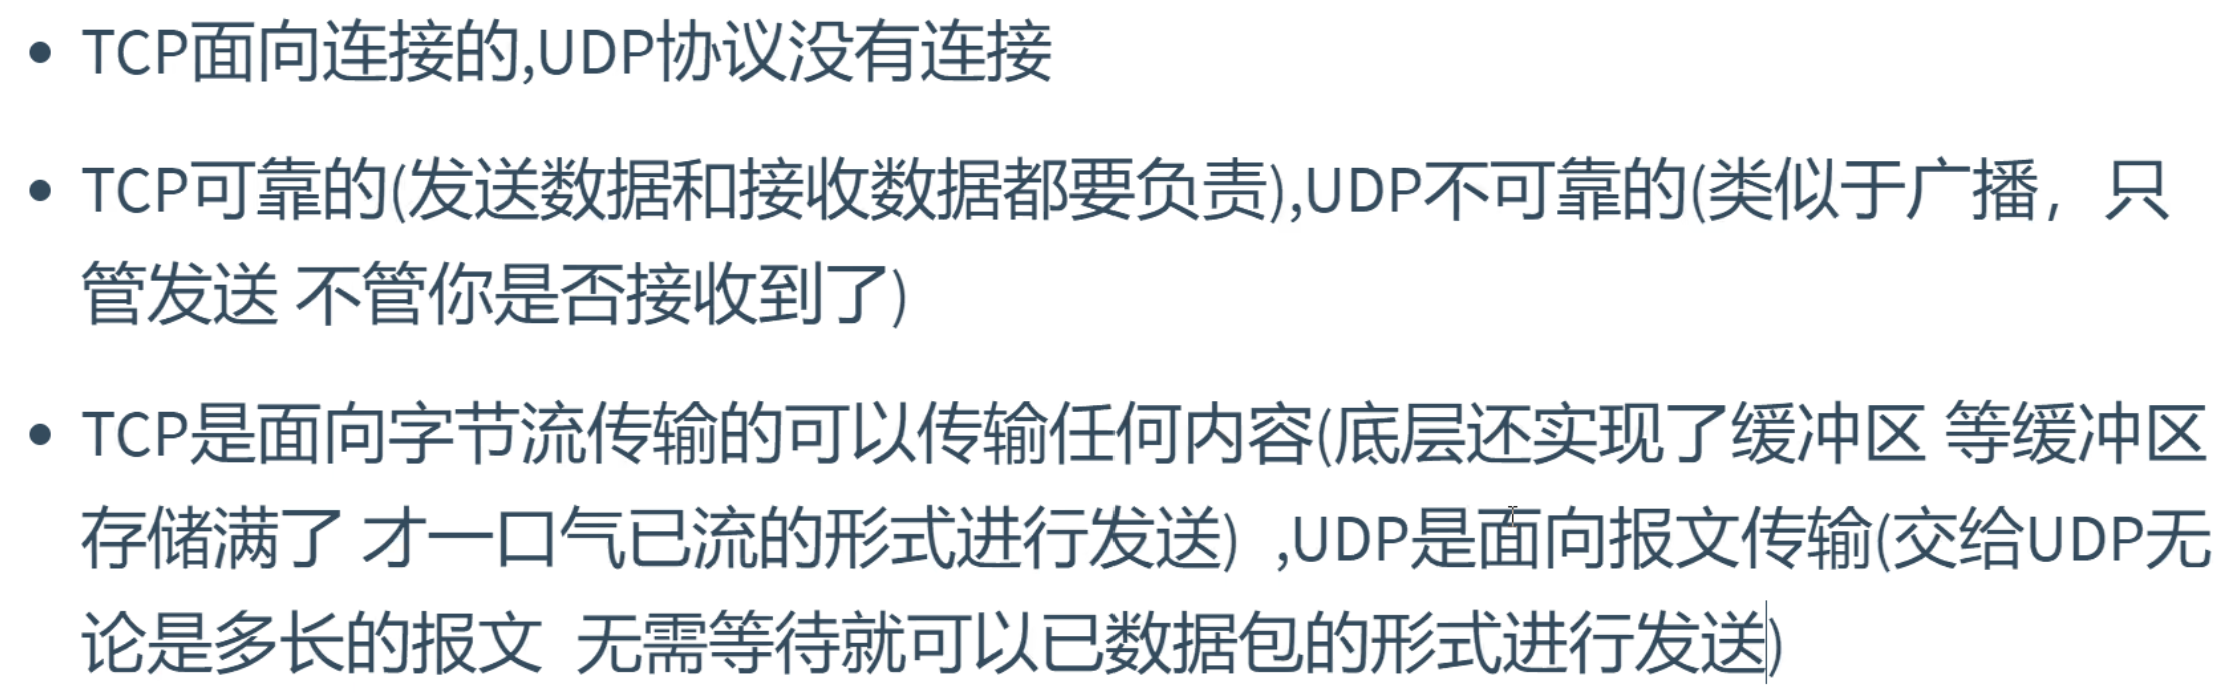 • TCP面向连接的,UDP协议没有连接
• TCP可靠的(发送数据和接收数据都要负责),UDP不可靠的(类似于广播，只
管发送 不管你是否接收到了)
• TCP是面向字节流传输的可以传输任何内容(底层还实现了缓冲区 等缓冲区
存储满了 才一口气已流的形式进行发送) ,UDP是面向报文传输(交给UDP无
论是多长的报文 无需等待就可以已数据包的形式进行发送)